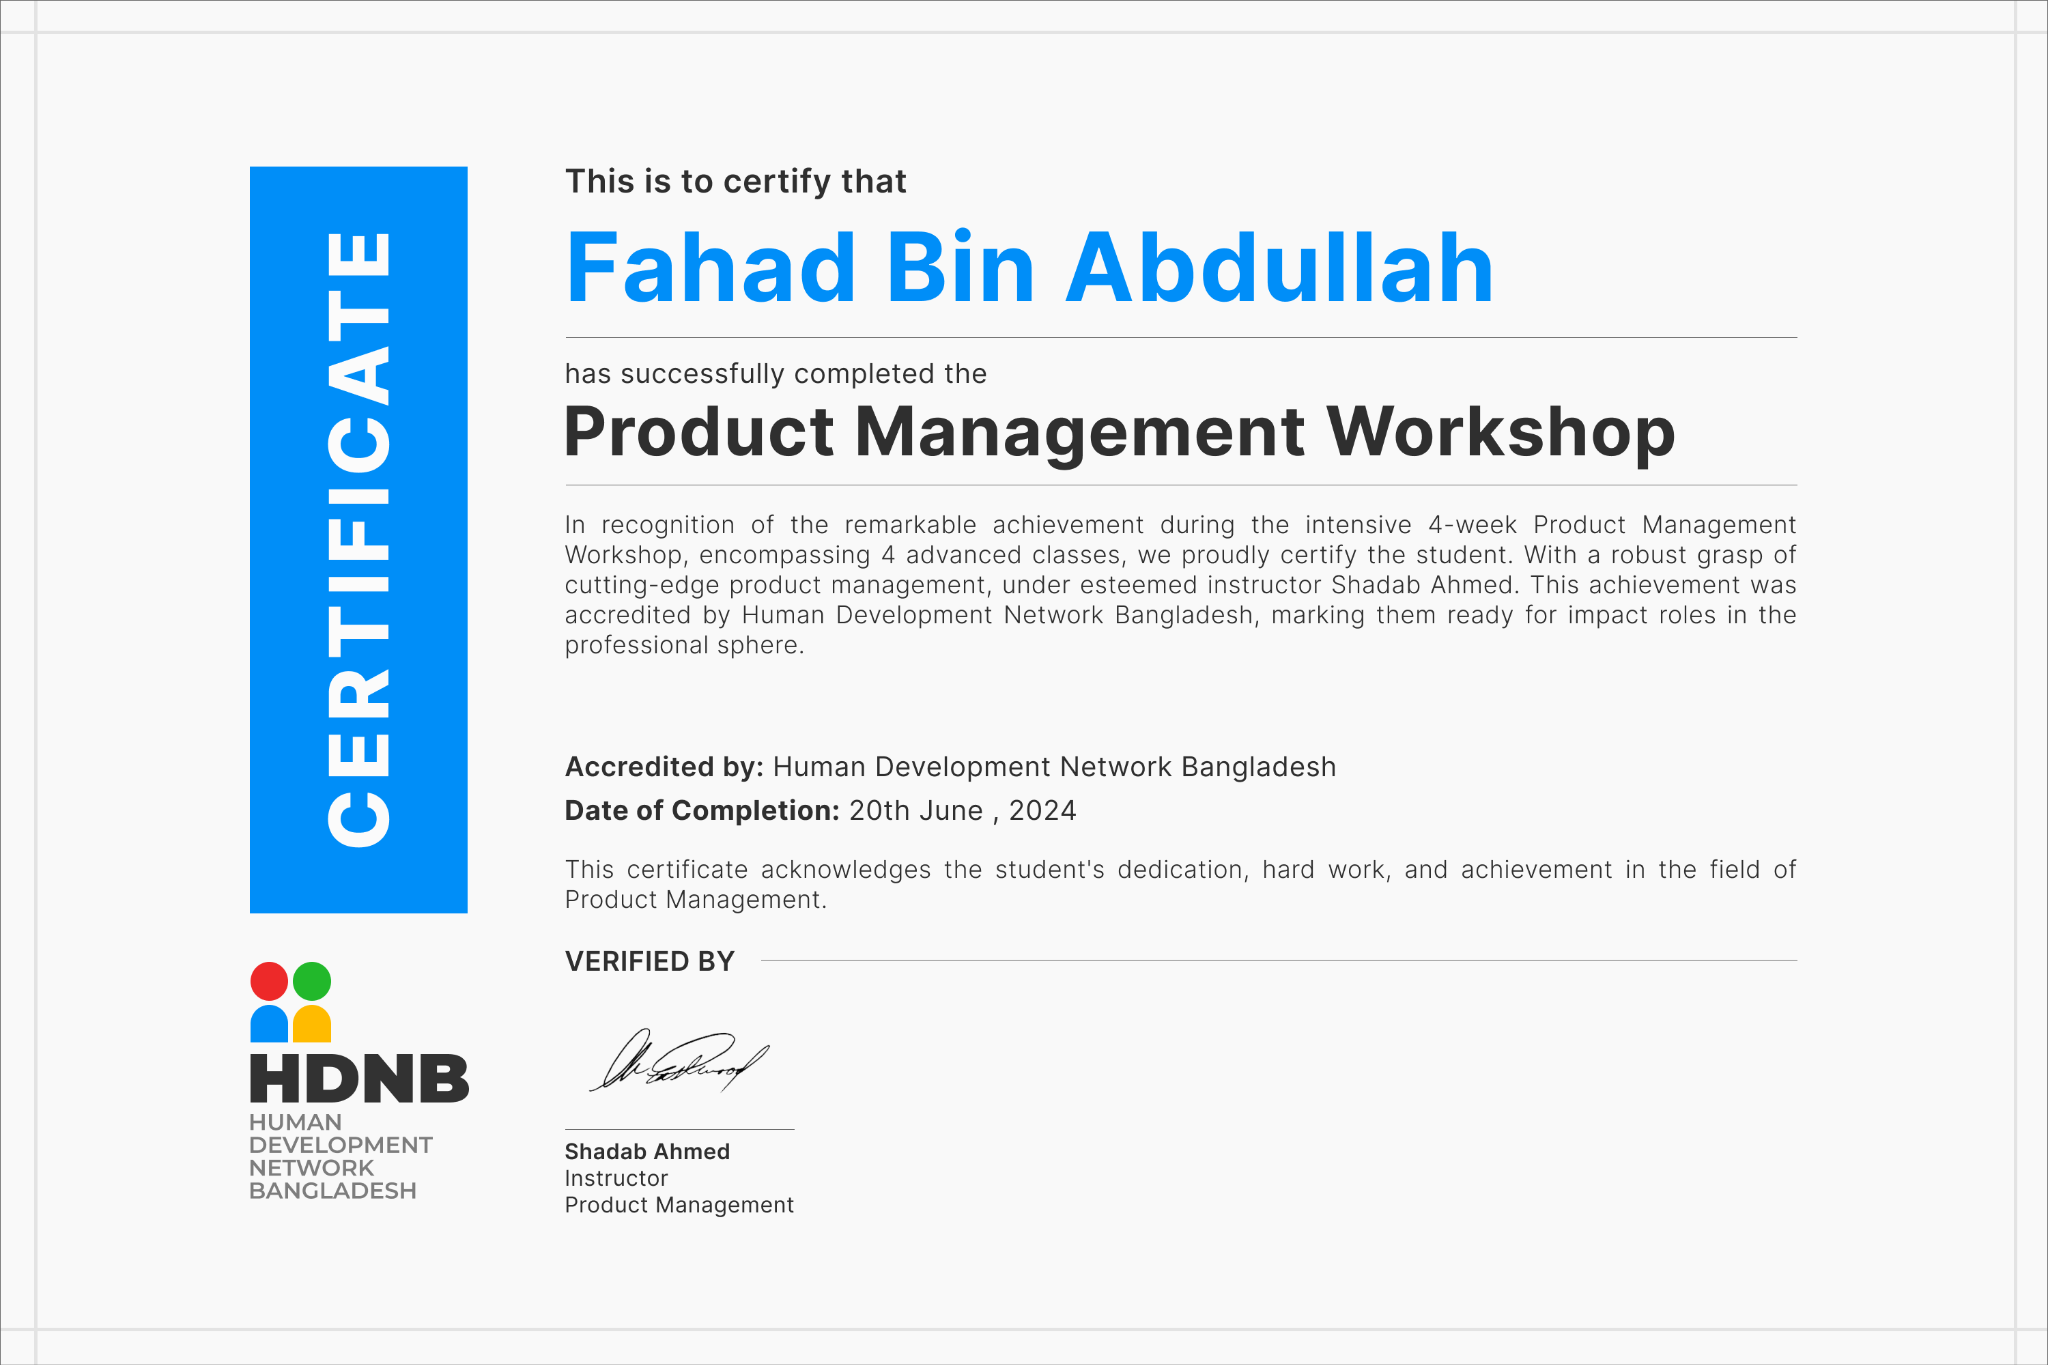 CERTIFICATE
This is to certify that
Fahad Bin Abdullah
has successfully completed the
Product Management Workshop
In recognition of the remarkable achievement during the intensive 4-week Product Management
Workshop, encompassing 4 advanced classes, we proudly certify the student. With a robust grasp of
cutting-edge product management, under esteemed instructor Shadab Ahmed. This achievement was
accredited by Human Development Network Bangladesh, marking them ready for impact roles in the
professional sphere.
Accredited by: Human Development Network Bangladesh
Date of Completion: 20th June , 2024
This certificate acknowledges the student's dedication, hard work, and achievement in the field of
Product Management.
VERIFIED BY
Shadab Ahmed
Instructor
Product Management
HDNB
HUMAN
DEVELOPMENT
NETWORK
BANGLADESH